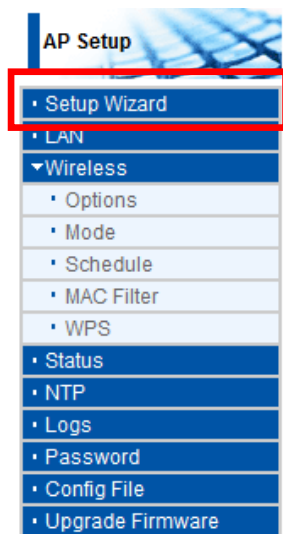 AP Setup
Setup Wizard
LAN
Wireless
Options
Mode
Schedule
MAC Filter
WPS
Status
NTP
Logs
Password
Config File
Upgrade Firmware